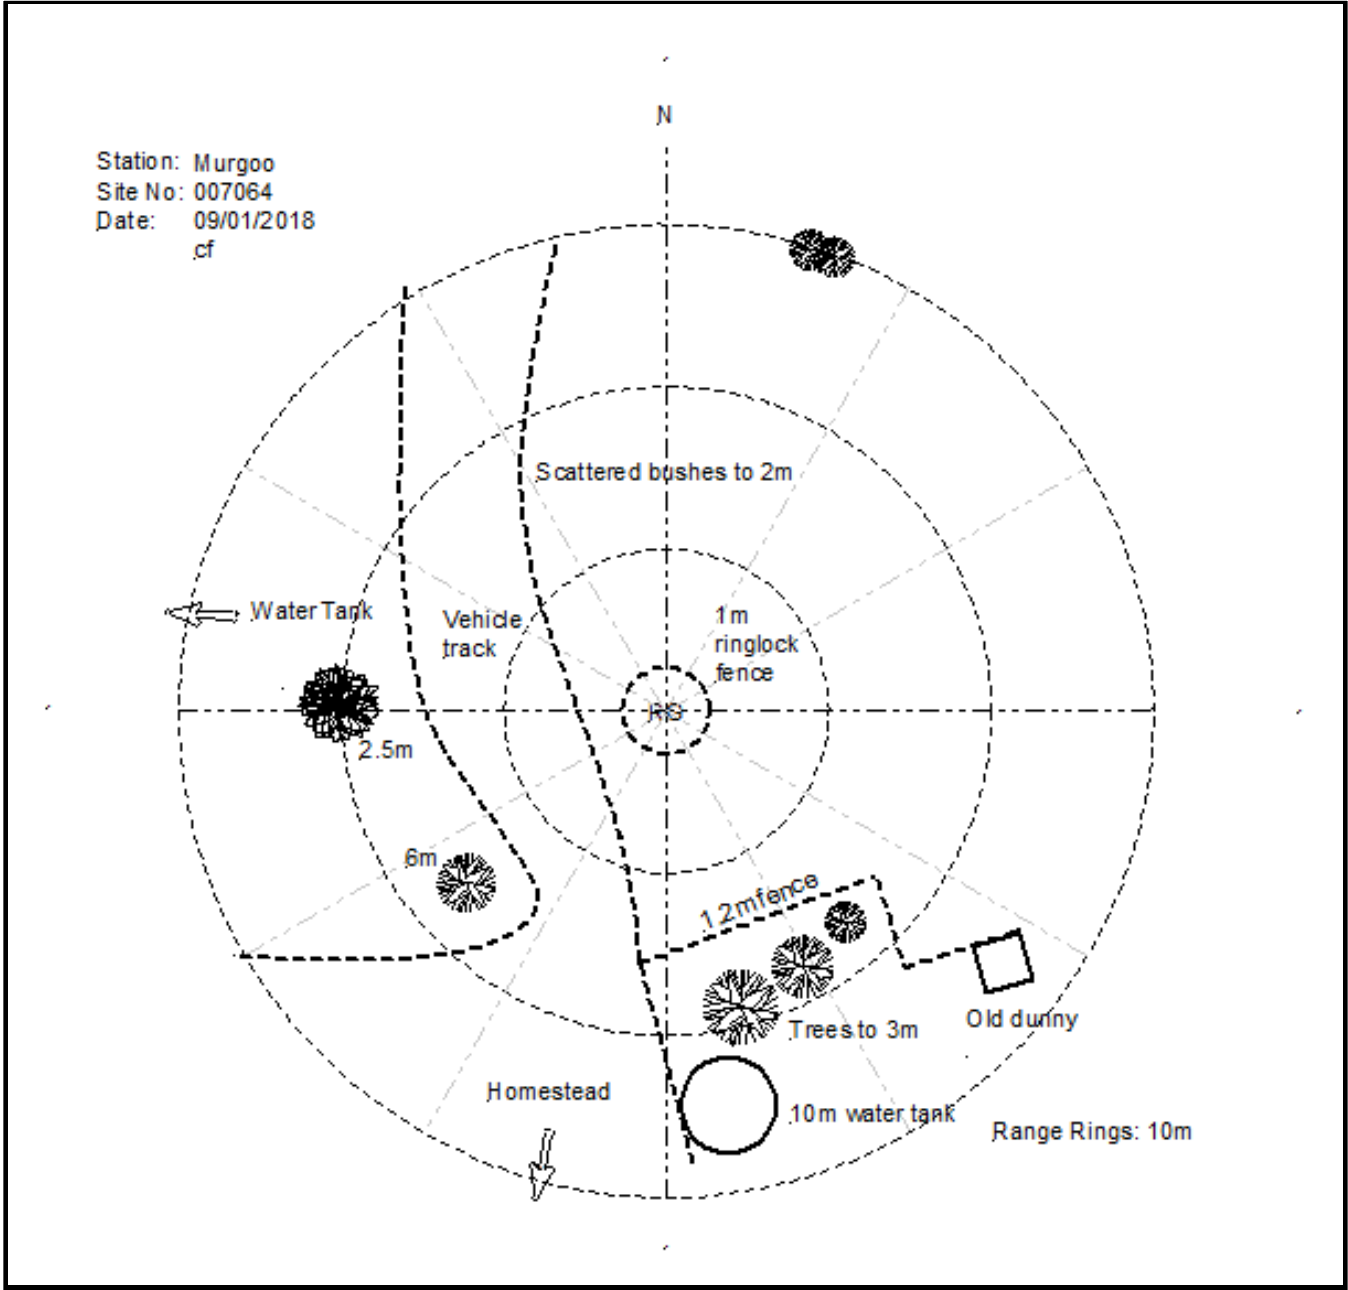 N
Station: Murgoo
Site No: 007064
Date: 09/01/2018
cf
Scattered bushes to 2m
Water Tank
Vehicle
track
1m
ringlock
fence
RG
2.5m
6m
1.2m fence
Trees to 3m
Old dunny
Homestead
10m water tank
Range Rings: 10m